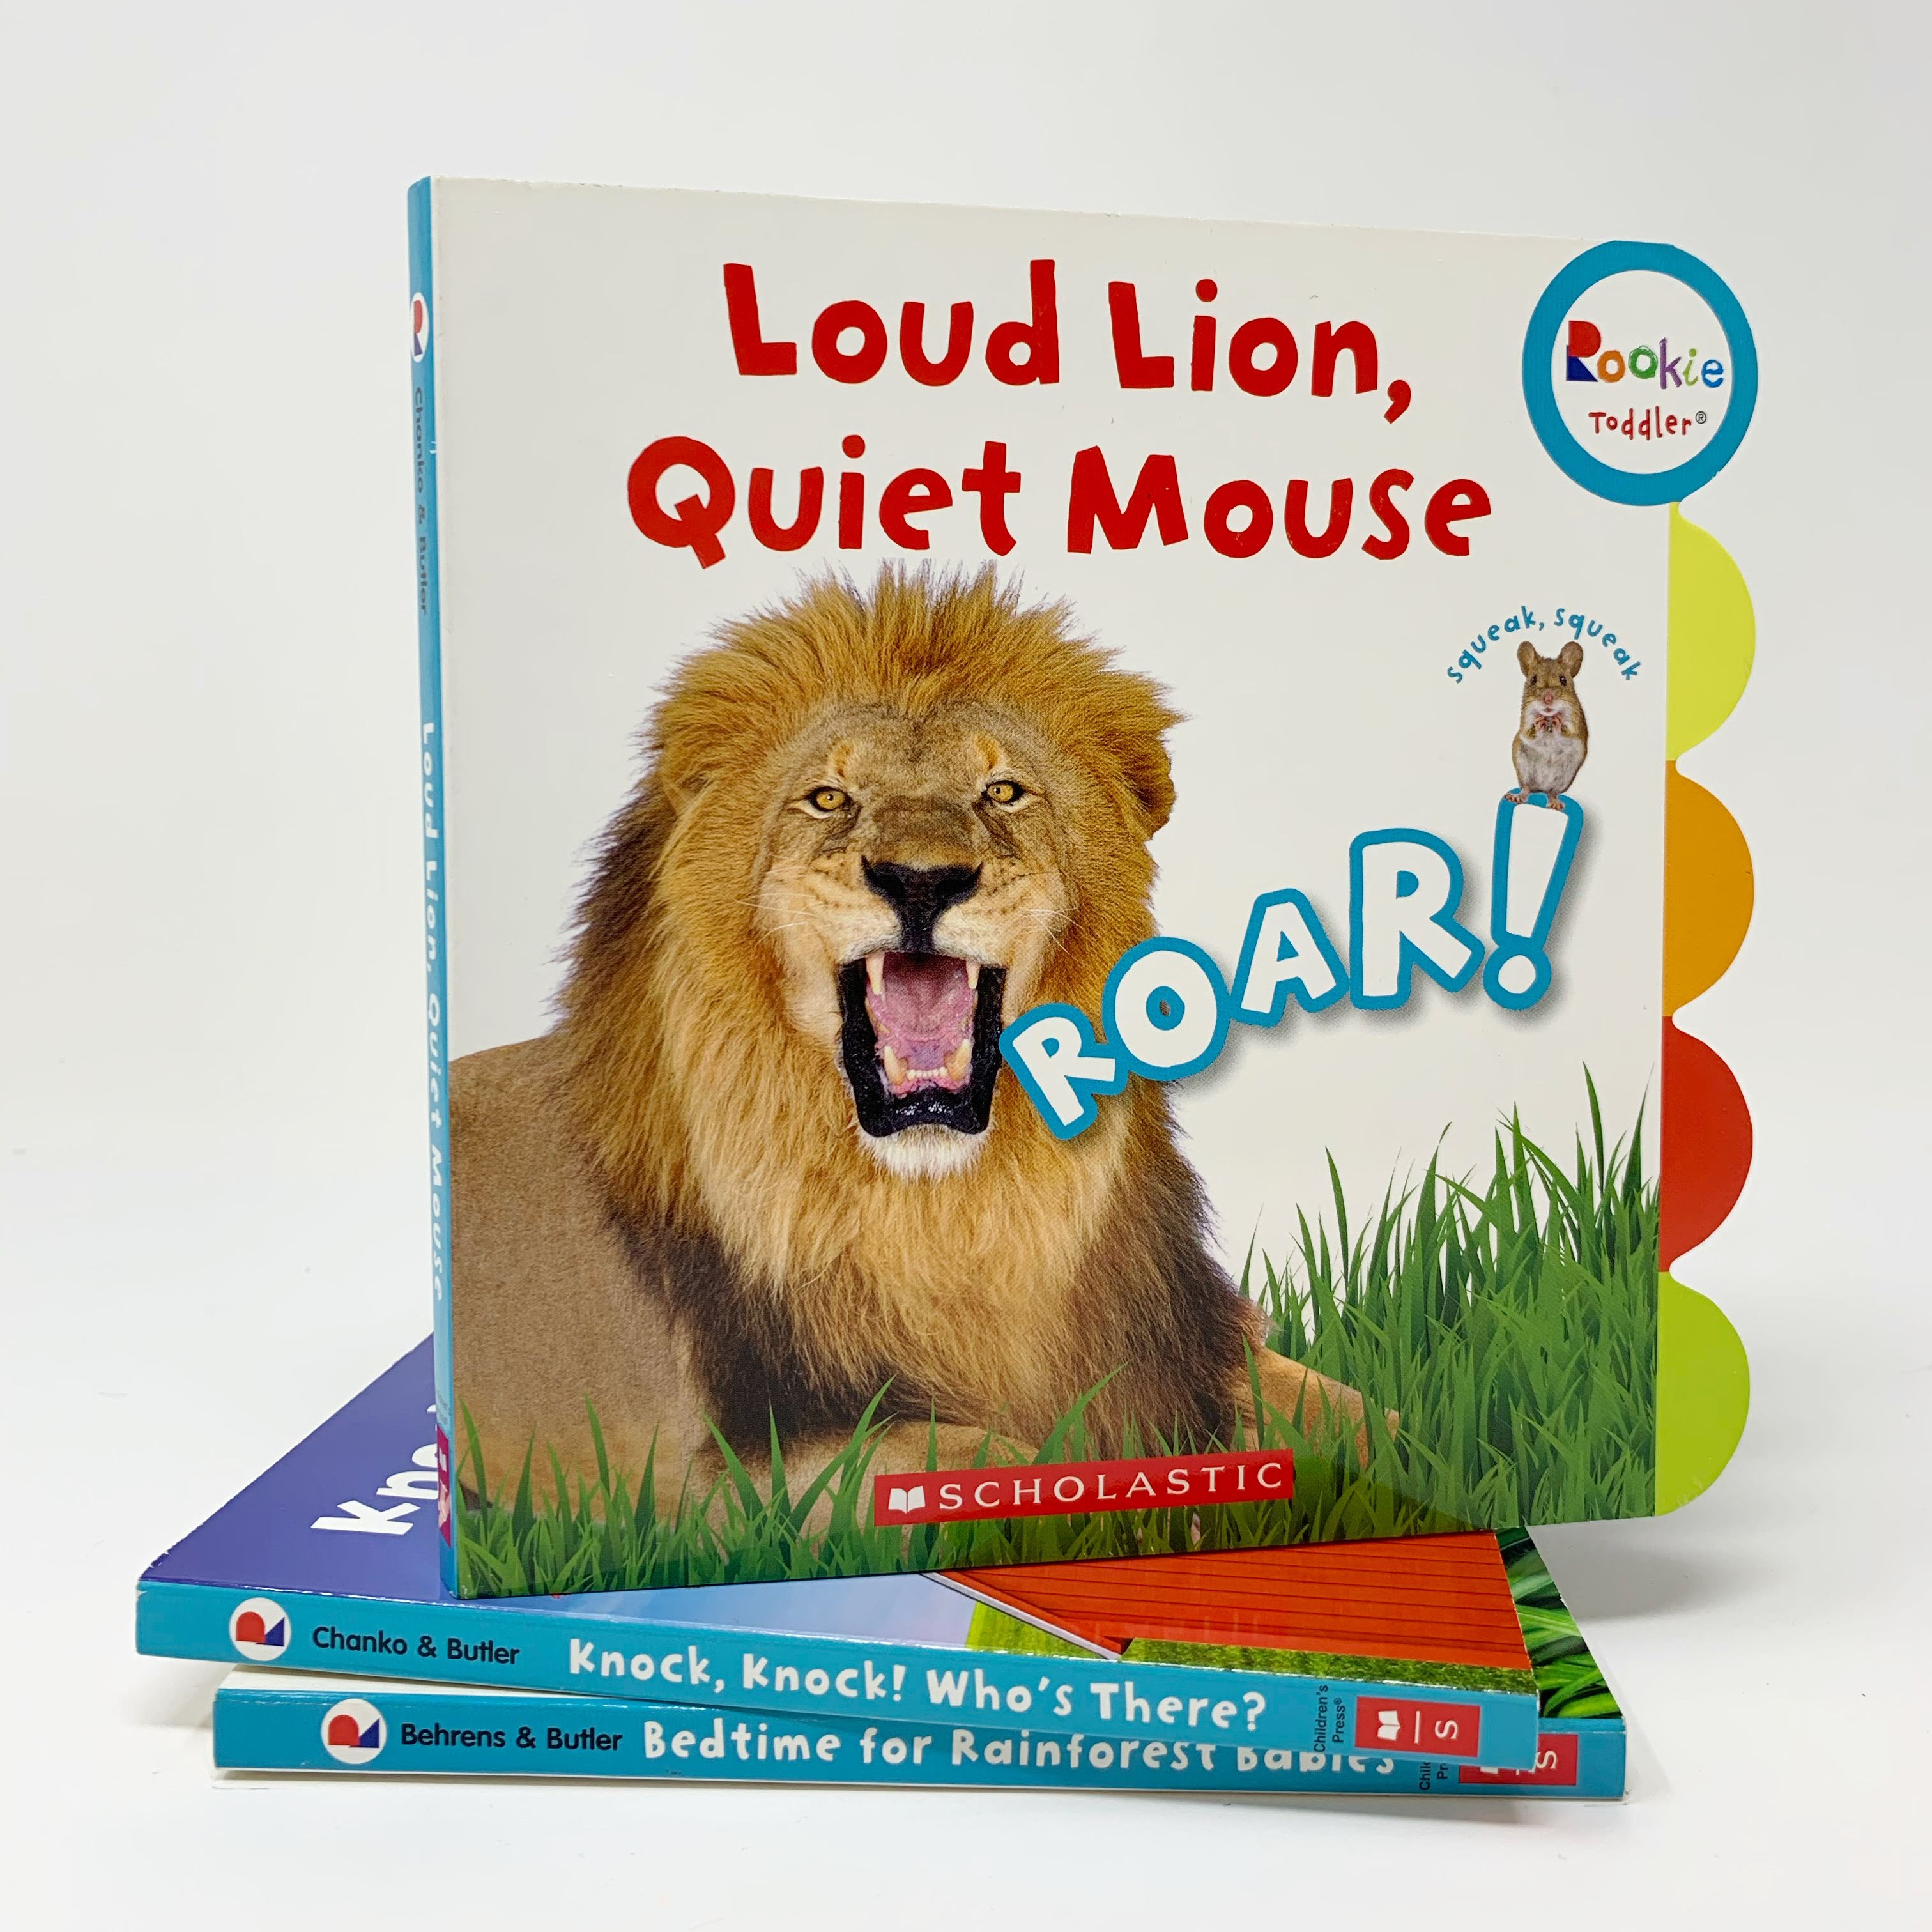 Loud Lion,
Quiet Mouse
Rookie
Toddler®
squeak, squeak
ROAR!
SCHOLASTIC
Chanko & Butler Loud Lion, Quiet Mouse
Chanko & Butler Knock, Knock! Who's There? Children's Press® S
Behrens & Butler Bedtime for Rainforest Babies S